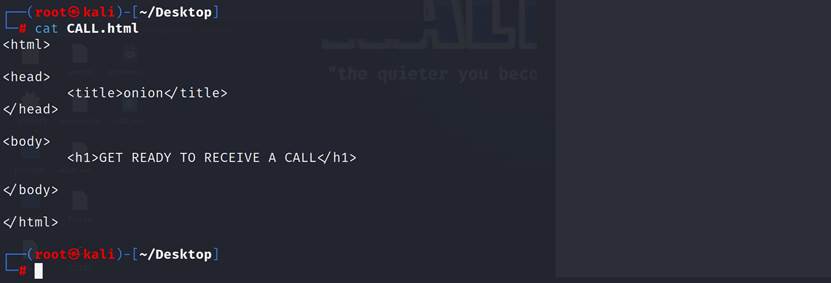 ┌──(root㉿kali)-[~/Desktop]
└─# cat CALL.html
<html>
<head>
<title>onion</title>
</head>
<body>
<h1>GET READY TO RECEIVE A CALL</h1>
</body>
</html>
"the quieter you beco
┌──(root㉿kali)-[~/Desktop]
└─#